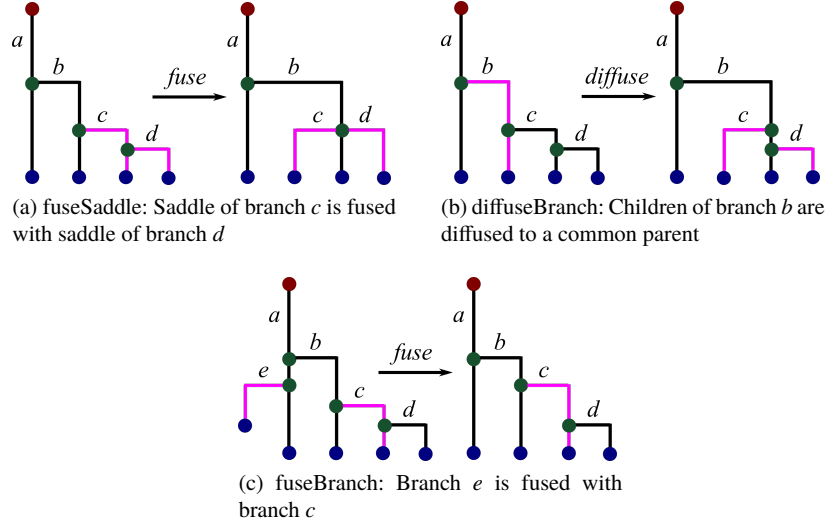 a
b
c
d
fuse
a
b
c
d
a
b
c
d
diffuse
a
b
c
d
(a) fuseSaddle: Saddle of branch c is fused
with saddle of branch d
(b) diffuseBranch: Children of branch b are
diffused to a common parent
a
b
e
c
d
fuse
a
b
c
d
(c) fuseBranch: Branch e is fused with
branch c